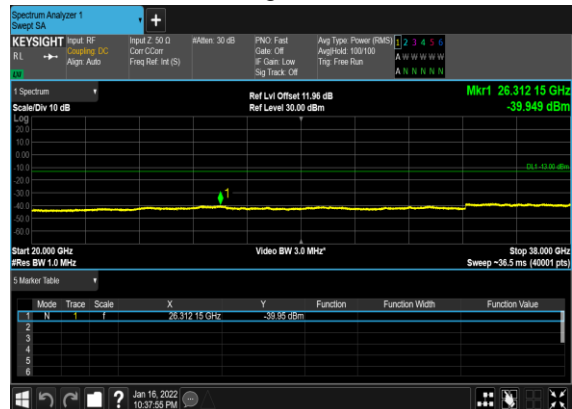 Spectrum Analyzer 1
Swept SA
KEYSIGHT Input: RF Input Z: 50 Ω #Atten: 30 dB PNO: Fast Avg Type: Power (RMS) 1 2 3 4 5 6
RL Coupling: DC Corr CCorr Gate: Off Avg|Hold: 100/100 A W W W W W
Align: Auto Freq Ref: Int (S) IF Gain: Low Trig: Free Run
Sig Track: Off A N N N N N
1 Spectrum Ref Lvl Offset 11.96 dB Mkr1 26.312 15 GHz
Scale/Div 10 dB Ref Level 30.00 dBm -39.949 dBm
Log
20.0
10.0
0.00
-10.0
DL1 -13.00 dBm
-20.0
-30.0
1
-40.0
-50.0
-60.0
Start 20.000 GHz Video BW 3.0 MHz* Stop 38.000 GHz
#Res BW 1.0 MHz Sweep ~36.5 ms (40001 pts)
5 Marker Table
Mode Trace Scale X Y Function Function Width Function Value
1 N 1 f 26.312 15 GHz -39.95 dBm
2
3
4
5
6
? Jan 16, 2022
10:37:55 PM